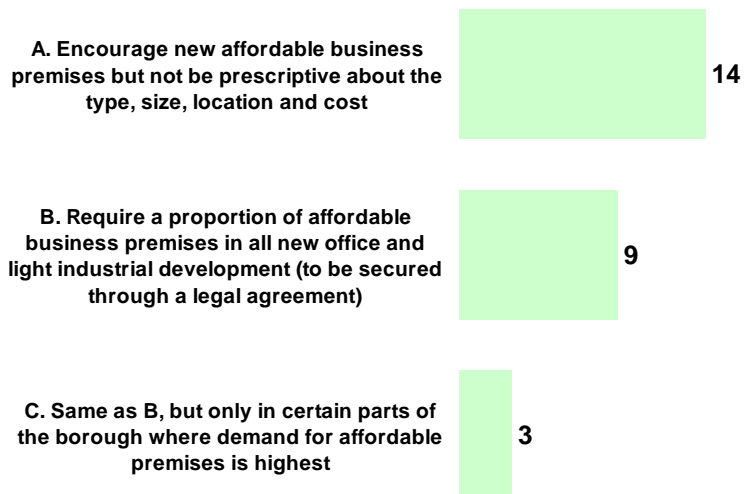 A. Encourage new affordable business
premises but not be prescriptive about the
type, size, location and cost
14
B. Require a proportion of affordable
business premises in all new office and
light industrial development (to be secured
through a legal agreement)
9
C. Same as B, but only in certain parts of
the borough where demand for affordable
premises is highest
3